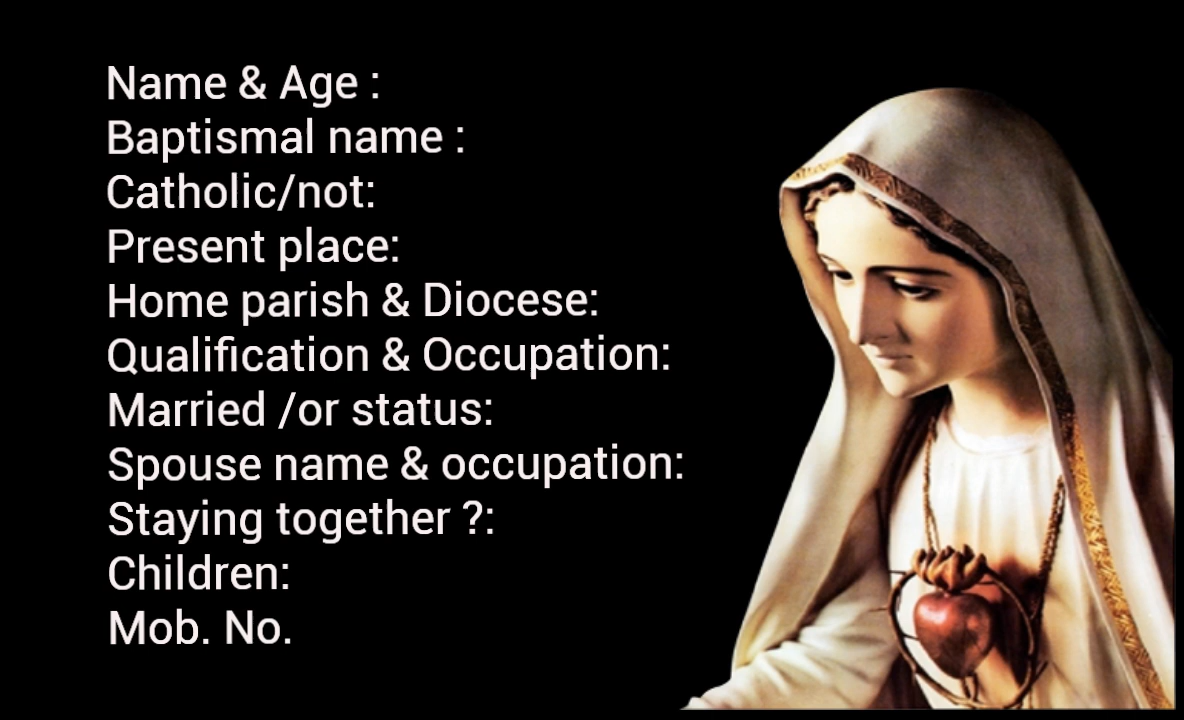 Name & Age :
Baptismal name :
Catholic/not:
Present place:
Home parish & Diocese:
Qualification & Occupation:
Married /or status:
Spouse name & occupation:
Staying together ?:
Children:
Mob. No.